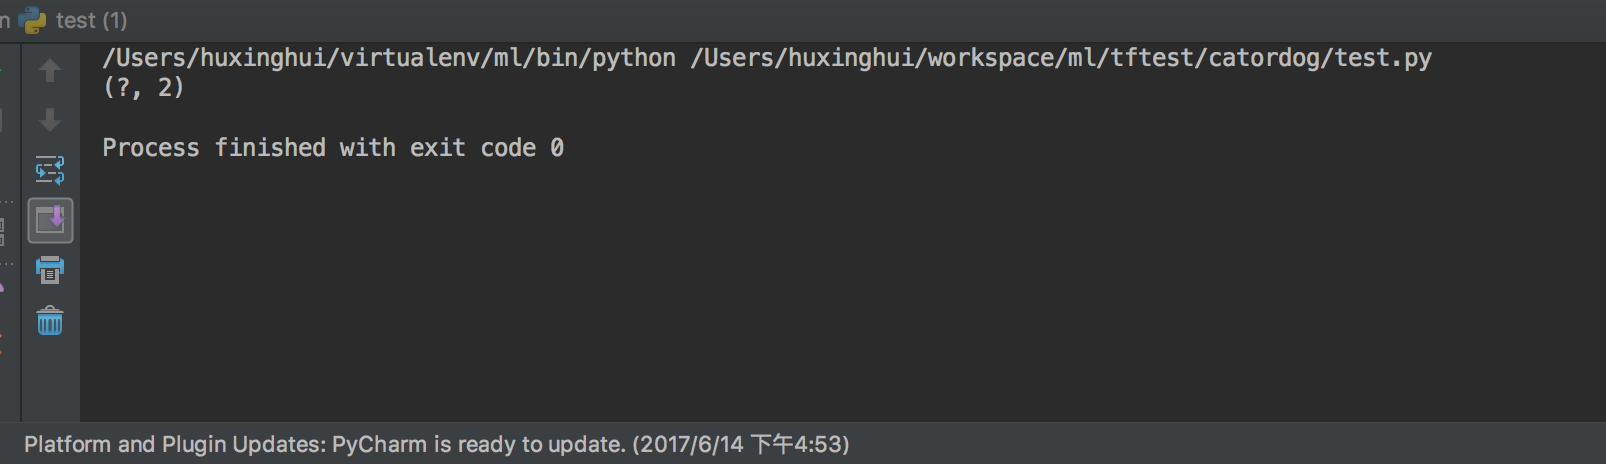 n test (1)
/Users/huxinghui/virtualenv/ml/bin/python /Users/huxinghui/workspace/ml/tftest/catordog/test.py
(?, 2)
Process finished with exit code 0
Platform and Plugin Updates: PyCharm is ready to update. (2017/6/14 下午4:53)